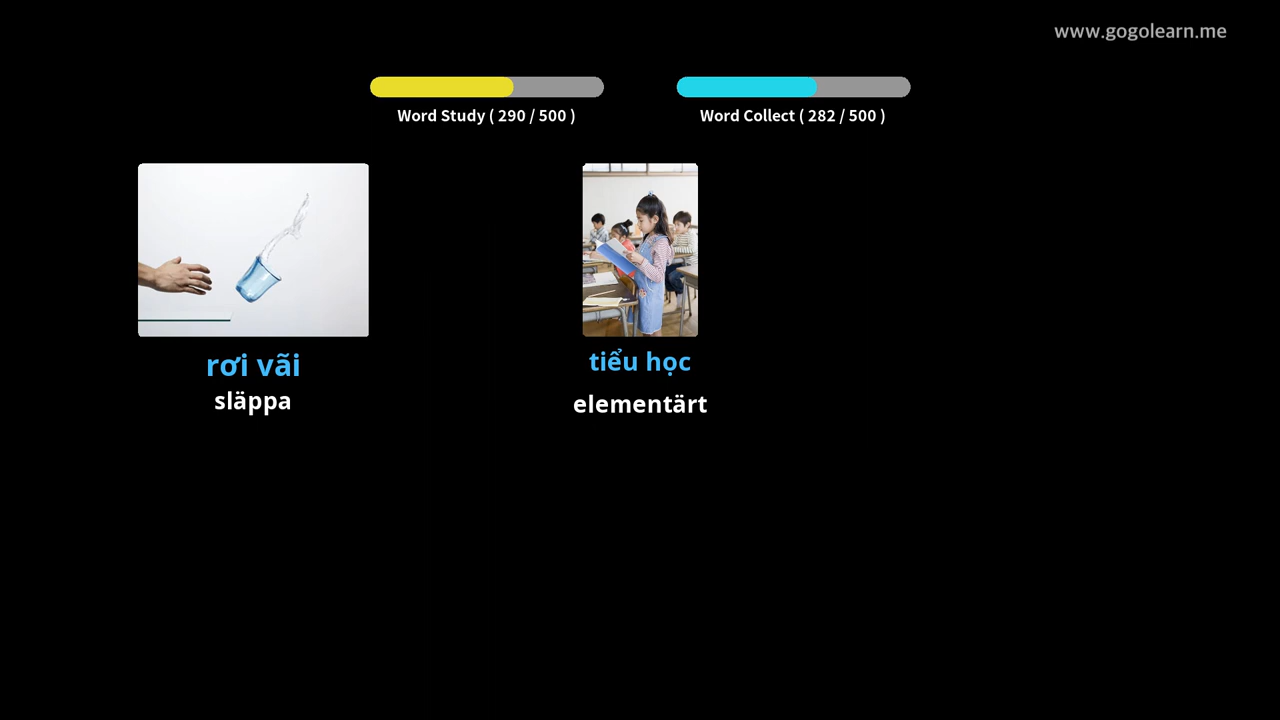 www.gogolearn.me
Word Study ( 290 / 500 )
Word Collect ( 282 / 500 )
rơi vãi
släppa
tiểu học
elementärt